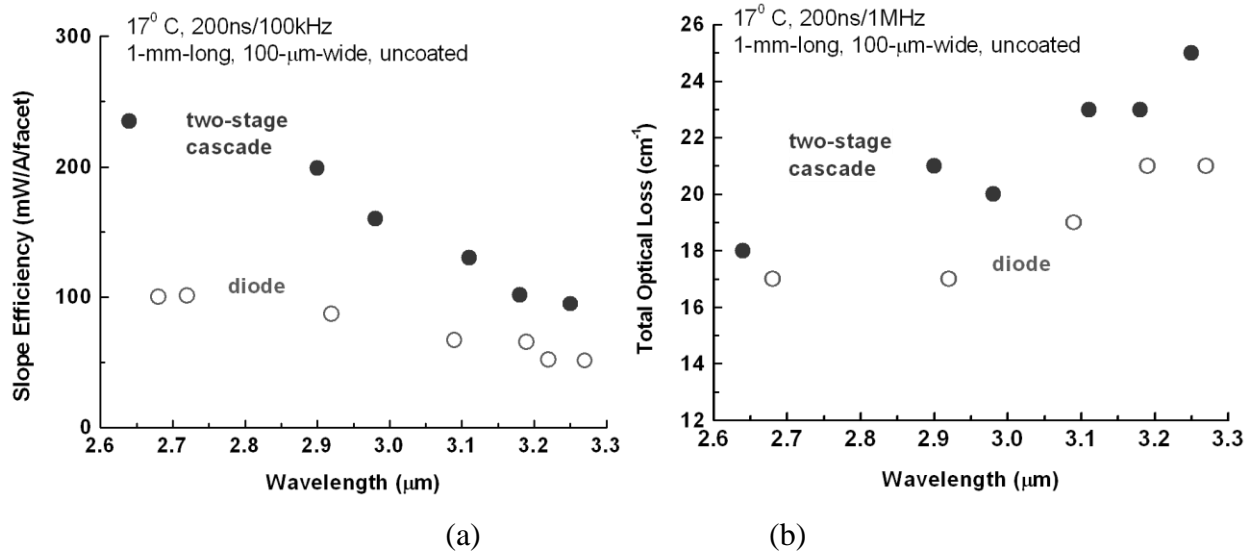 17⁰ C, 200ns/100kHz
1-mm-long, 100-μm-wide, uncoated
two-stage
cascade
diode
Slope Efficiency (mW/A/facet)
300
200
100
0
2.6 2.7 2.8 2.9 3.0 3.1 3.2 3.3
Wavelength (μm)
(a)
17⁰ C, 200ns/1MHz
1-mm-long, 100-μm-wide, uncoated
two-stage
cascade
diode
Total Optical Loss (cm⁻¹)
26
24
22
20
18
16
14
12
2.6 2.7 2.8 2.9 3.0 3.1 3.2 3.3
Wavelength (μm)
(b)